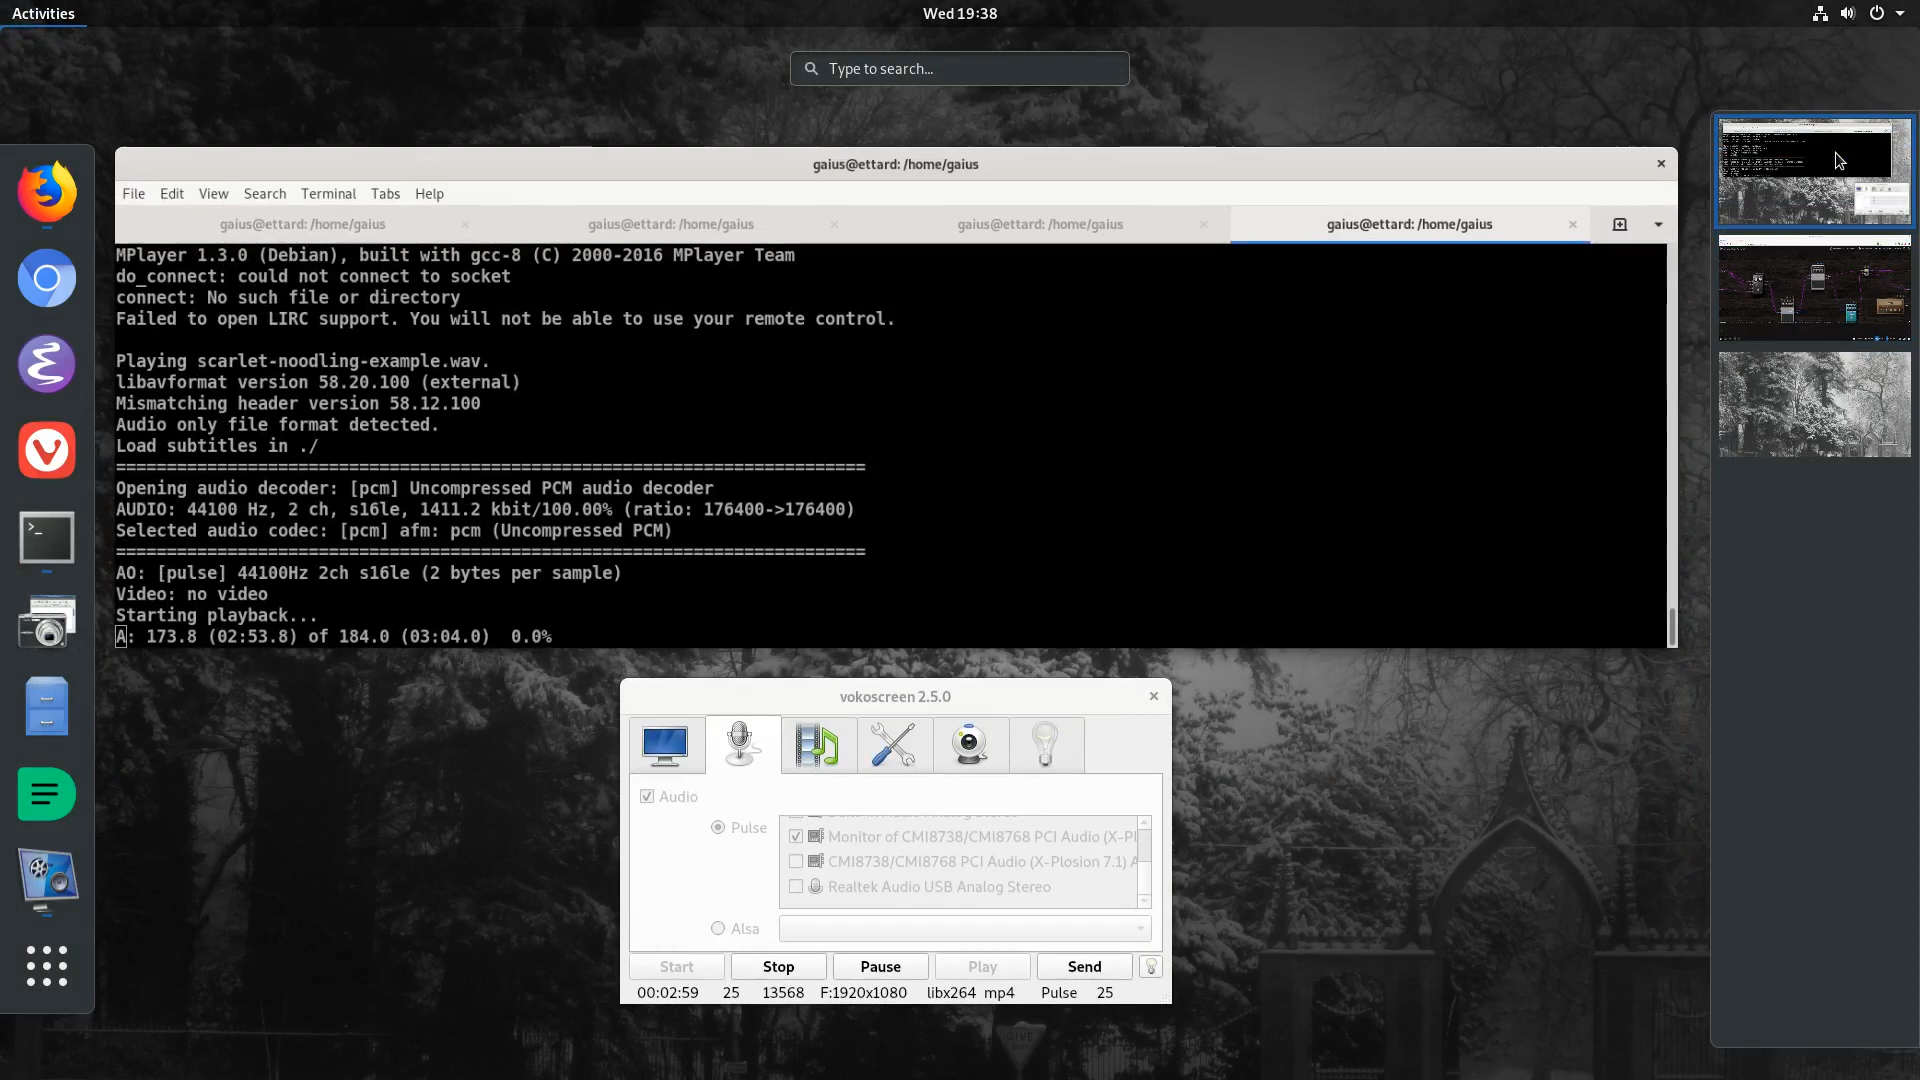 Activities
Wed 19:38
Type to search...
gaius@ettard: /home/gaius
File Edit View Search Terminal Tabs Help
gaius@ettard: /home/gaius
gaius@ettard: /home/gaius
gaius@ettard: /home/gaius
gaius@ettard: /home/gaius
MPlayer 1.3.0 (Debian), built with gcc-8 (C) 2000-2016 MPlayer Team
do_connect: could not connect to socket
connect: No such file or directory
Failed to open LIRC support. You will not be able to use your remote control.
Playing scarlet-noodling-example.wav.
libavformat version 58.20.100 (external)
Mismatching header version 58.12.100
Audio only file format detected.
Load subtitles in ./
==========================================================================
Opening audio decoder: [pcm] Uncompressed PCM audio decoder
AUDIO: 44100 Hz, 2 ch, s16le, 1411.2 kbit/100.00% (ratio: 176400->176400)
Selected audio codec: [pcm] afm: pcm (Uncompressed PCM)
==========================================================================
AO: [pulse] 44100Hz 2ch s16le (2 bytes per sample)
Video: no video
Starting playback...
A: 173.8 (02:53.8) of 184.0 (03:04.0) 0.0%
vokoscreen 2.5.0
Audio
Pulse
Monitor of CMI8738/CMI8768 PCI Audio (X-Pl
CMI8738/CMI8768 PCI Audio (X-Plosion 7.1) A
Realtek Audio USB Analog Stereo
Alsa
Start Stop Pause Play Send
00:02:59 25 13568 F:1920x1080 libx264 mp4 Pulse 25